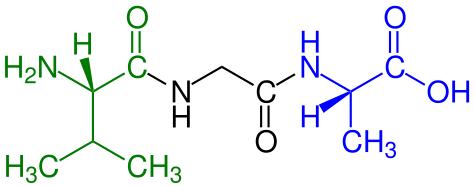 O O
H H
H₂N N OH
H H O
H₃C CH₃ CH₃